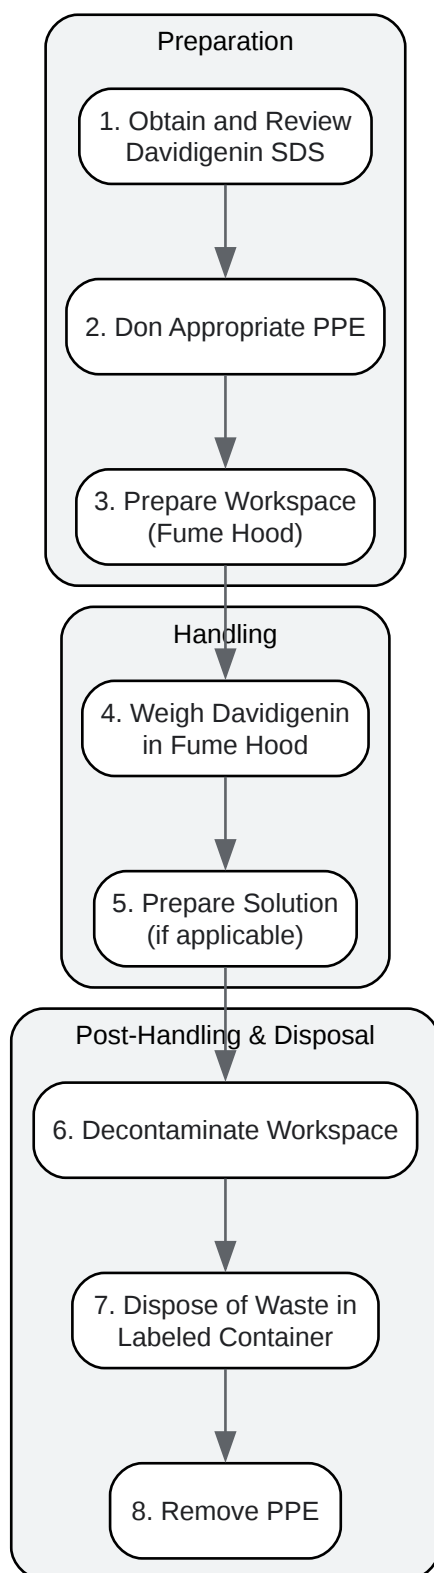 Preparation
1. Obtain and Review
Davidigenin SDS
2. Don Appropriate PPE
3. Prepare Workspace
(Fume Hood)
Handling
4. Weigh Davidigenin
in Fume Hood
5. Prepare Solution
(if applicable)
Post-Handling & Disposal
6. Decontaminate Workspace
7. Dispose of Waste in
Labeled Container
8. Remove PPE